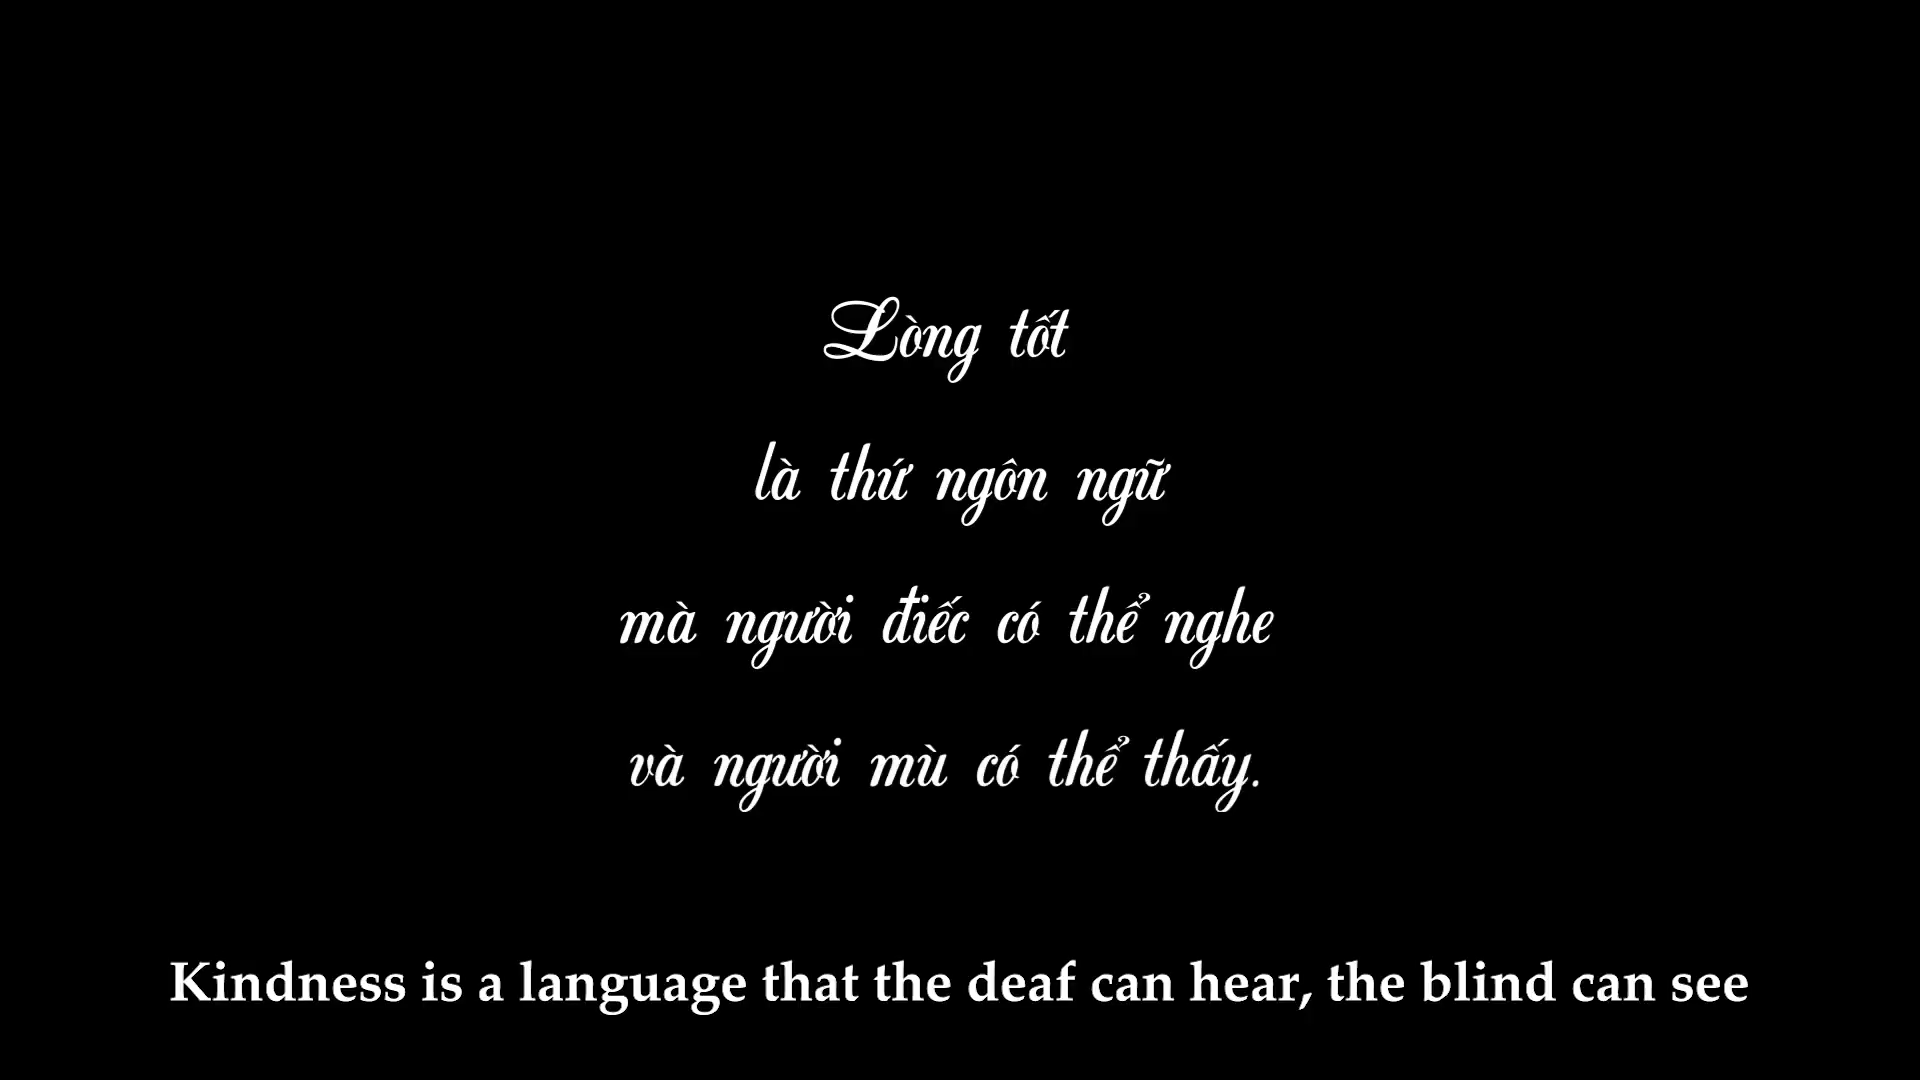 Lòng tốt
là thứ ngôn ngữ
mà người điếc có thể nghe
và người mù có thể thấy.
Kindness is a language that the deaf can hear, the blind can see